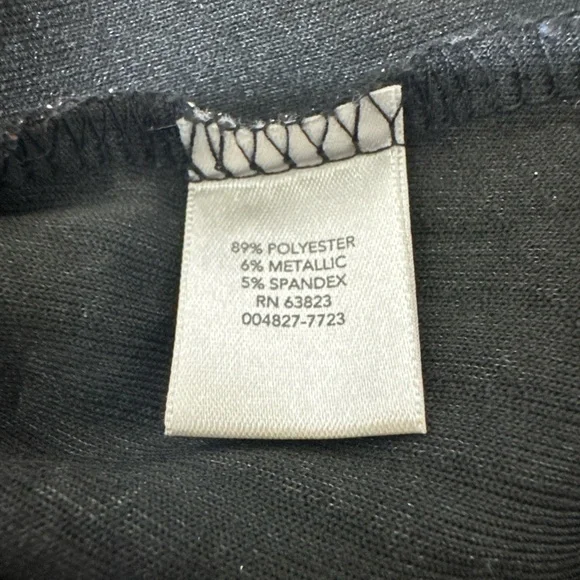 89% POLYESTER
6% METALLIC
5% SPANDEX
RN 63823
004827-7723